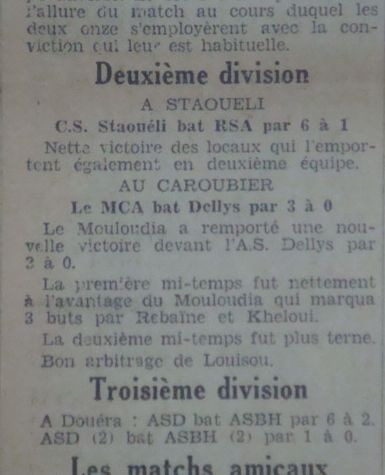 l'allure du match au cours duquel les
deux onze s'employèrent avec la con-
viction qui leur est habituelle.
Deuxième division
A STAOUELI
C.S. Staouéli bat RSA par 6 à 1
Nette victoire des locaux qui l'empor-
tent également en deuxième équipe.
AU CAROUBIER
Le MCA bat Dellys par 3 à 0
Le Mouloudia a remporté une nou-
velle victoire devant l'A.S. Dellys par
3 à 0.
La première mi-temps fut nettement
à l'avantage du Mouloudia qui marqua
3 buts par Rebaïne et Kheloui.
La deuxième mi-temps fut plus terne.
Bon arbitrage de Louisou.
Troisième division
A Douéra : ASD bat ASBH par 6 à 2.
ASD (2) bat ASBH (2) par 1 à 0.
Les matchs amicaux